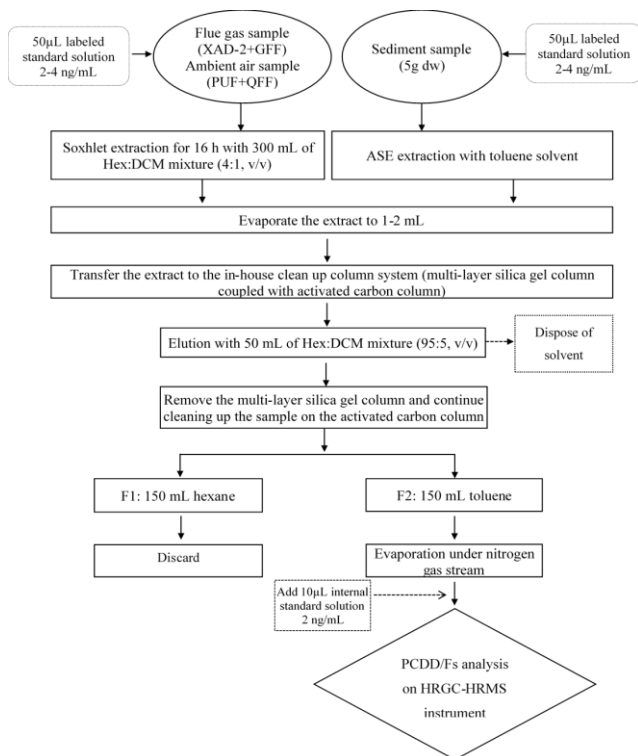 50µL labeled
standard solution
2-4 ng/mL
Flue gas sample
(XAD-2+GFF)
Ambient air sample
(PUF+QFF)
Sediment sample
(5g dw)
50µL labeled
standard solution
2-4 ng/mL
Soxhlet extraction for 16 h with 300 mL of
Hex:DCM mixture (4:1, v/v)
ASE extraction with toluene solvent
Evaporate the extract to 1-2 mL
Transfer the extract to the in-house clean up column system (multi-layer silica gel column
coupled with activated carbon column)
Elution with 50 mL of Hex:DCM mixture (95:5, v/v)
Dispose of
solvent
Remove the multi-layer silica gel column and continue
cleaning up the sample on the activated carbon column
F1: 150 mL hexane
F2: 150 mL toluene
Discard
Evaporation under nitrogen
gas stream
Add 10µL internal
standard solution
2 ng/mL
PCDD/Fs analysis
on HRGC-HRMS
instrument